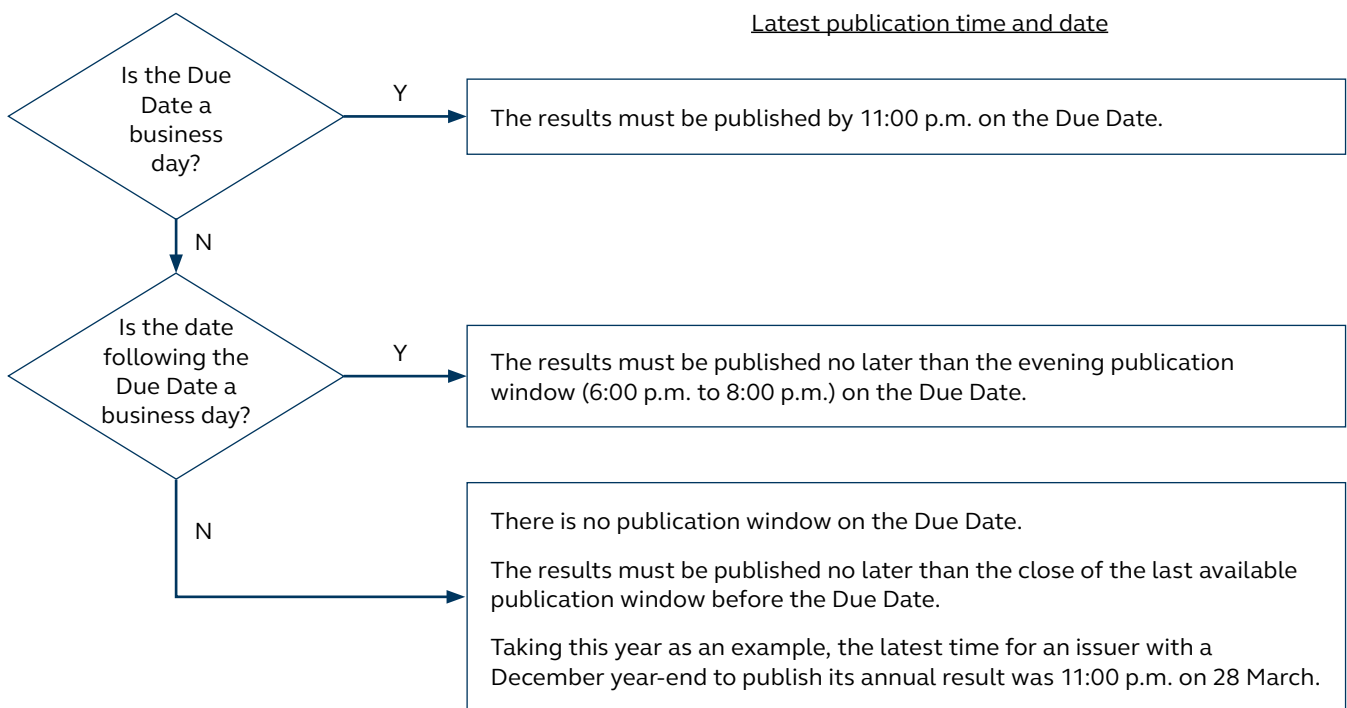 Latest publication time and date
Is the Due
Date a
business
day?
Y
The results must be published by 11:00 p.m. on the Due Date.
N
Is the date
following the
Due Date a
business day?
Y
The results must be published no later than the evening publication
window (6:00 p.m. to 8:00 p.m.) on the Due Date.
N
There is no publication window on the Due Date.
The results must be published no later than the close of the last available
publication window before the Due Date.
Taking this year as an example, the latest time for an issuer with a
December year-end to publish its annual result was 11:00 p.m. on 28 March.